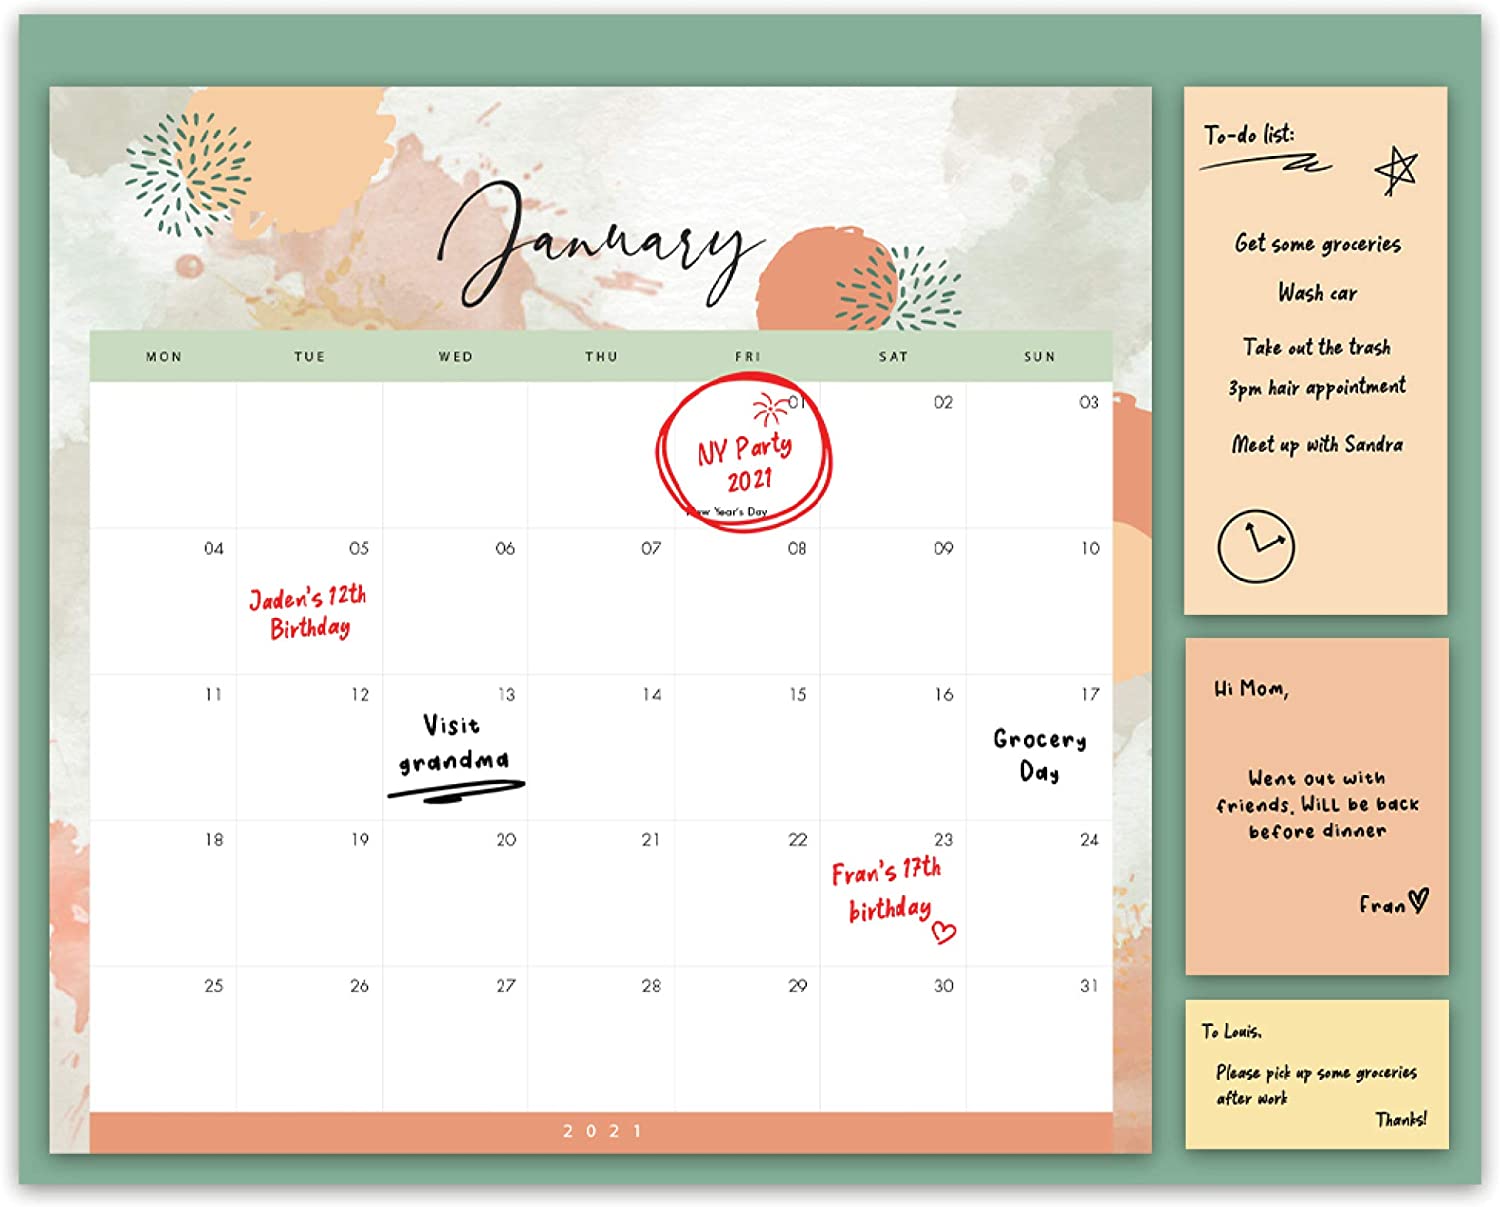 January
MON TUE WED THU FRI SAT SUN
01 02 03
NY Party
2021
New Year's Day
04 05 06 07 08 09 10
Jaden's 12th
Birthday
11 12 13 14 15 16 17
Visit
grandma
Grocery
Day
18 19 20 21 22 23 24
Fran's 17th
birthday
25 26 27 28 29 30 31
2021
To-do list:
Get some groceries
Wash car
Take out the trash
3pm hair appointment
Meet up with Sandra
Hi Mom,
Went out with
friends. Will be back
before dinner
Fran
To Louis,
Please pick up some groceries
after work
Thanks!